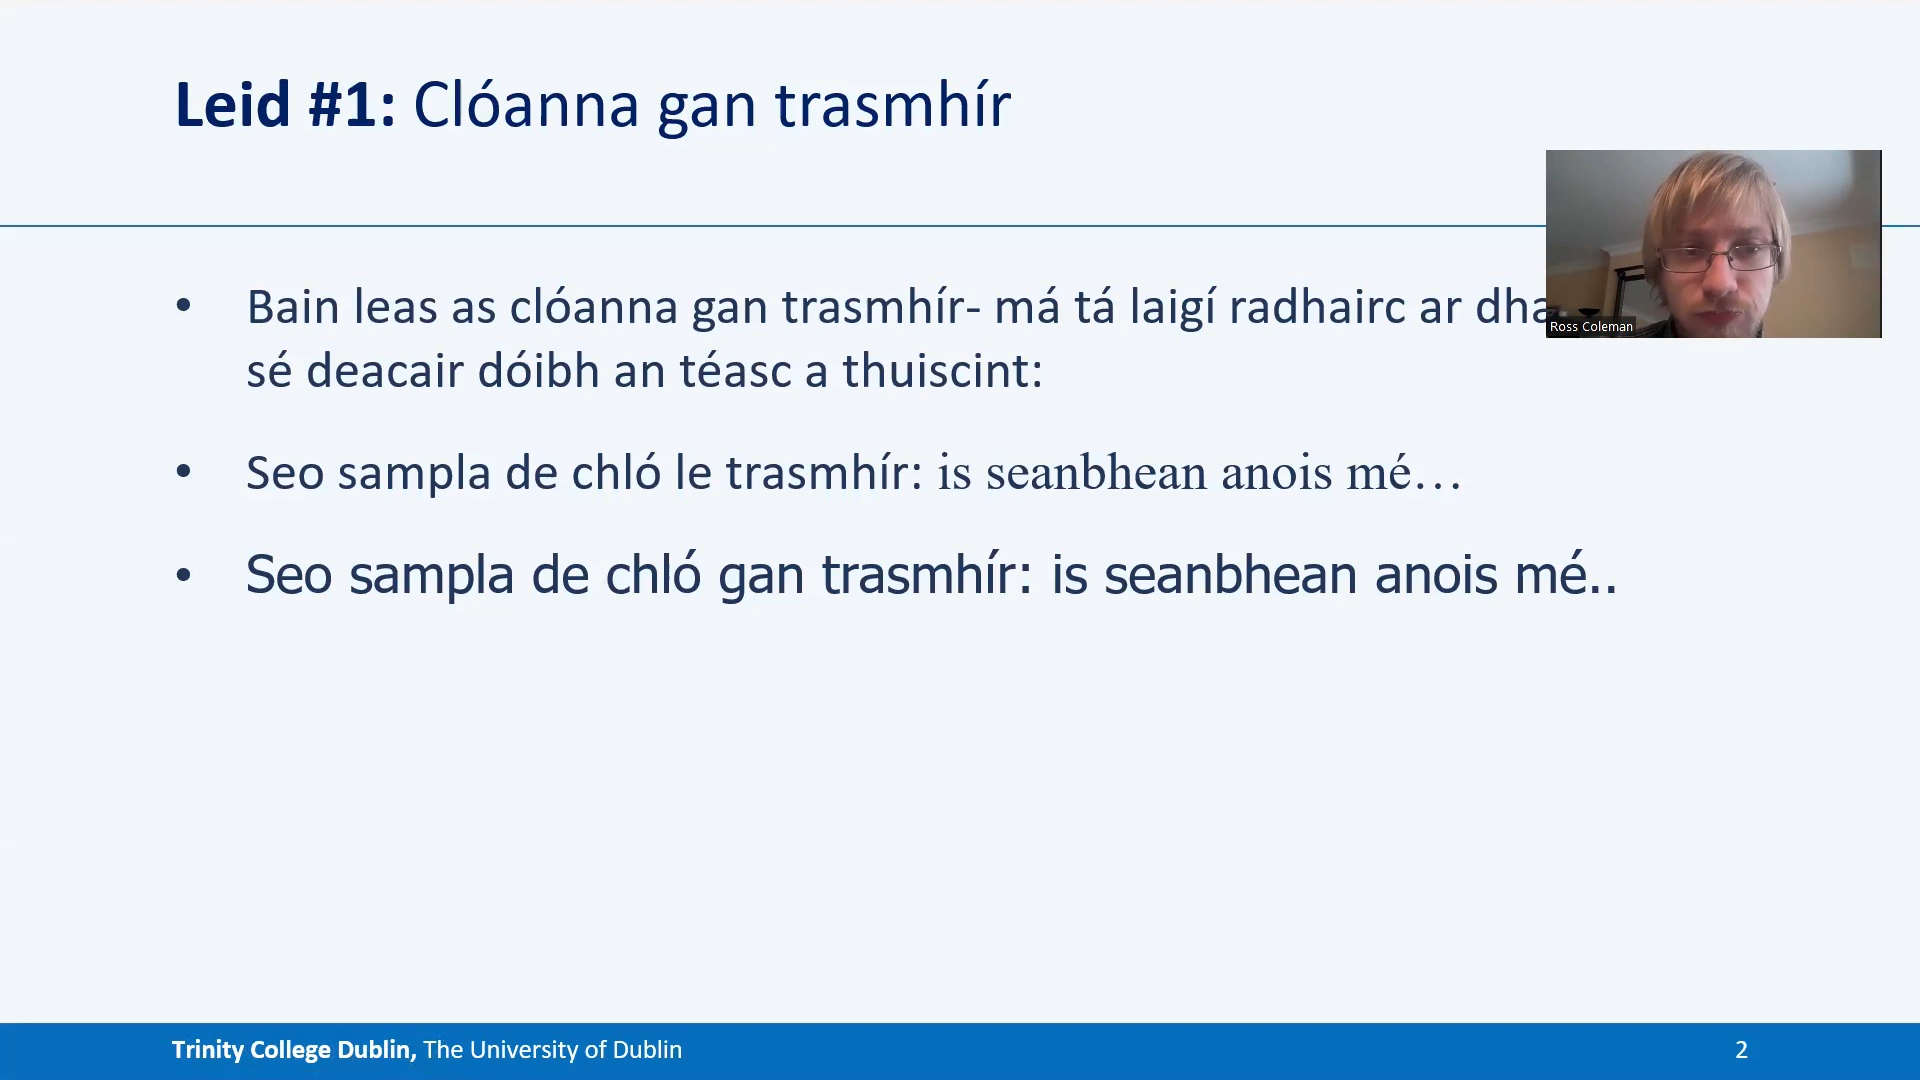 Leid #1: Clóanna gan trasmhír
• Bain leas as clóanna gan trasmhír- má tá laigí radhairc ar
sé deacair dóibh an téasc a thuiscint:
• Seo sampla de chló le trasmhír: is seanbhean anois mé…
• Seo sampla de chló gan trasmhír: is seanbhean anois mé..
Ross Coleman
Trinity College Dublin, The University of Dublin
2